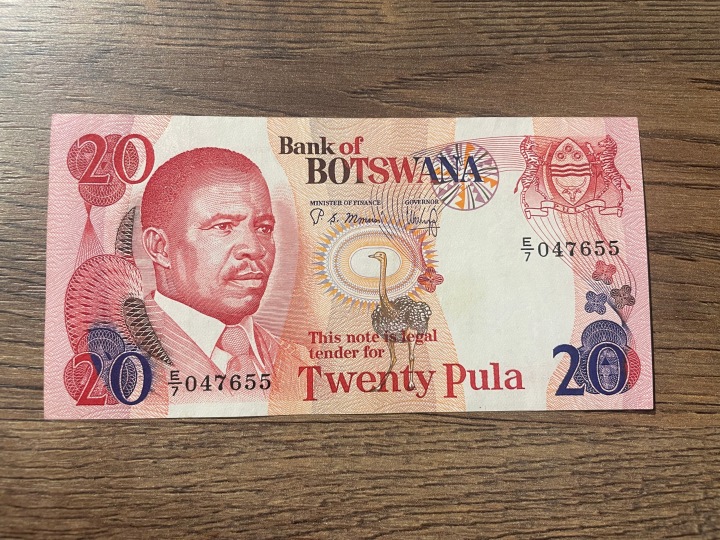 20
Bank of
BOTSWANA
MINISTER OF FINANCE GOVERNOR
E/7 047655
This note is legal
tender for
Twenty Pula
20
E/7 047655
20